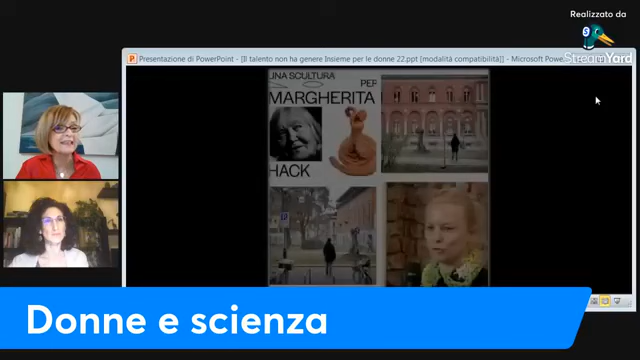 Realizzato da
StreamYard
Presentazione di PowerPoint - [Il talento non ha genere Insieme per le donne 22.ppt [modalità compatibilità]] - Microsoft Powe...
UNA SCULTURA
PER
MARGHERITA
HACK
Donne e scienza